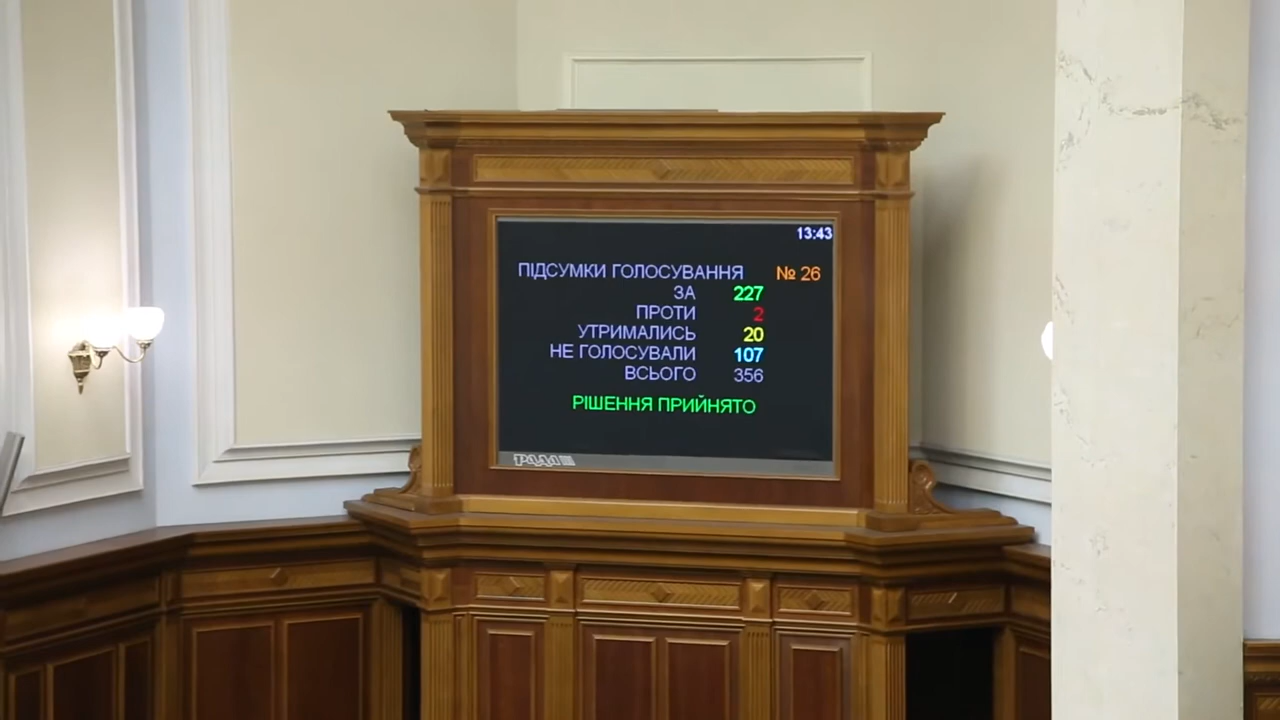 13:43
ПІДСУМКИ ГОЛОСУВАННЯ № 26
ЗА 227
ПРОТИ 2
УТРИМАЛИСЬ 20
НЕ ГОЛОСУВАЛИ 107
ВСЬОГО 356
РІШЕННЯ ПРИЙНЯТО
РАДА